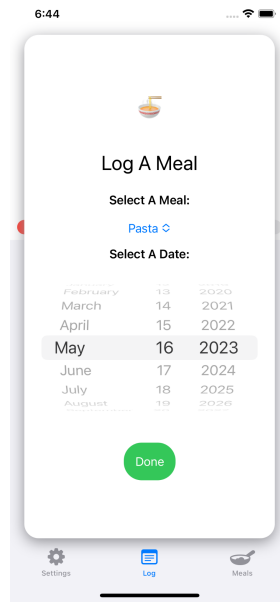 6:44
Log A Meal
Select A Meal:
Pasta
Select A Date:
February 13 2020
March 14 2021
April 15 2022
May 16 2023
June 17 2024
July 18 2025
August 19 2026
Done
Settings Log Meals